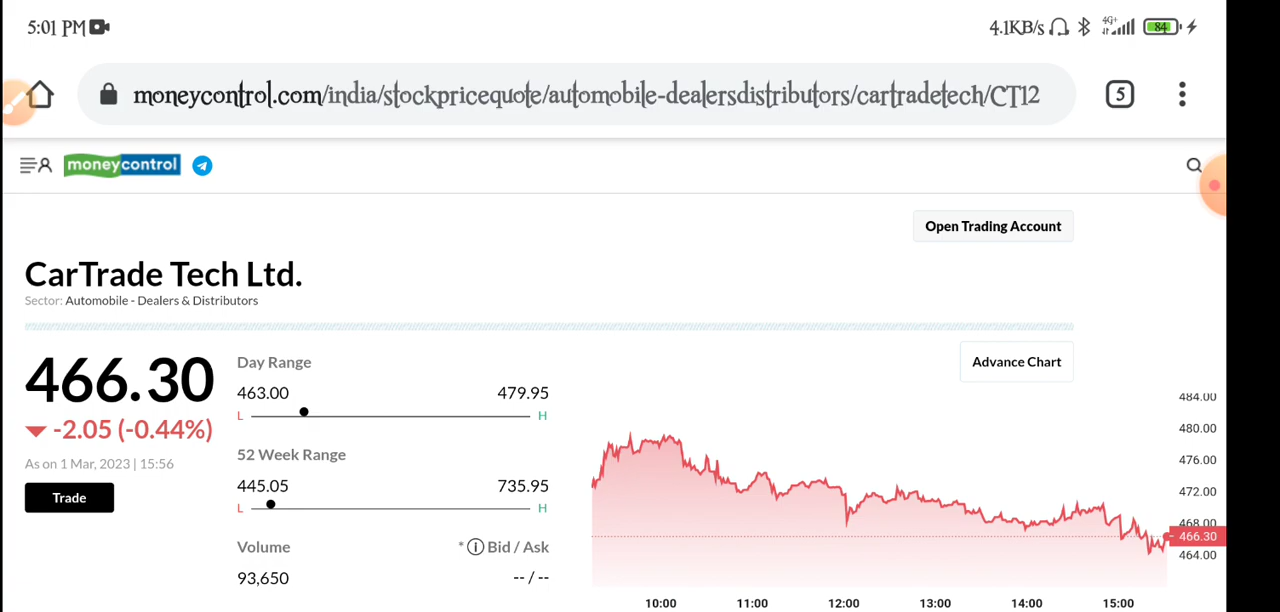 5:01 PM
4.1KB/s 4G+ 84
moneycontrol.com/india/stockpricequote/automobile-dealersdistributors/cartradetech/CT12
5
moneycontrol
Open Trading Account
CarTrade Tech Ltd.
Sector: Automobile - Dealers & Distributors
466.30
-2.05 (-0.44%)
As on 1 Mar, 2023 | 15:56
Trade
Day Range
463.00 479.95
L H
52 Week Range
445.05 735.95
L H
Volume * i Bid / Ask
93,650 -- / --
Advance Chart
484.00
480.00
476.00
472.00
468.00
466.30
464.00
10:00 11:00 12:00 13:00 14:00 15:00